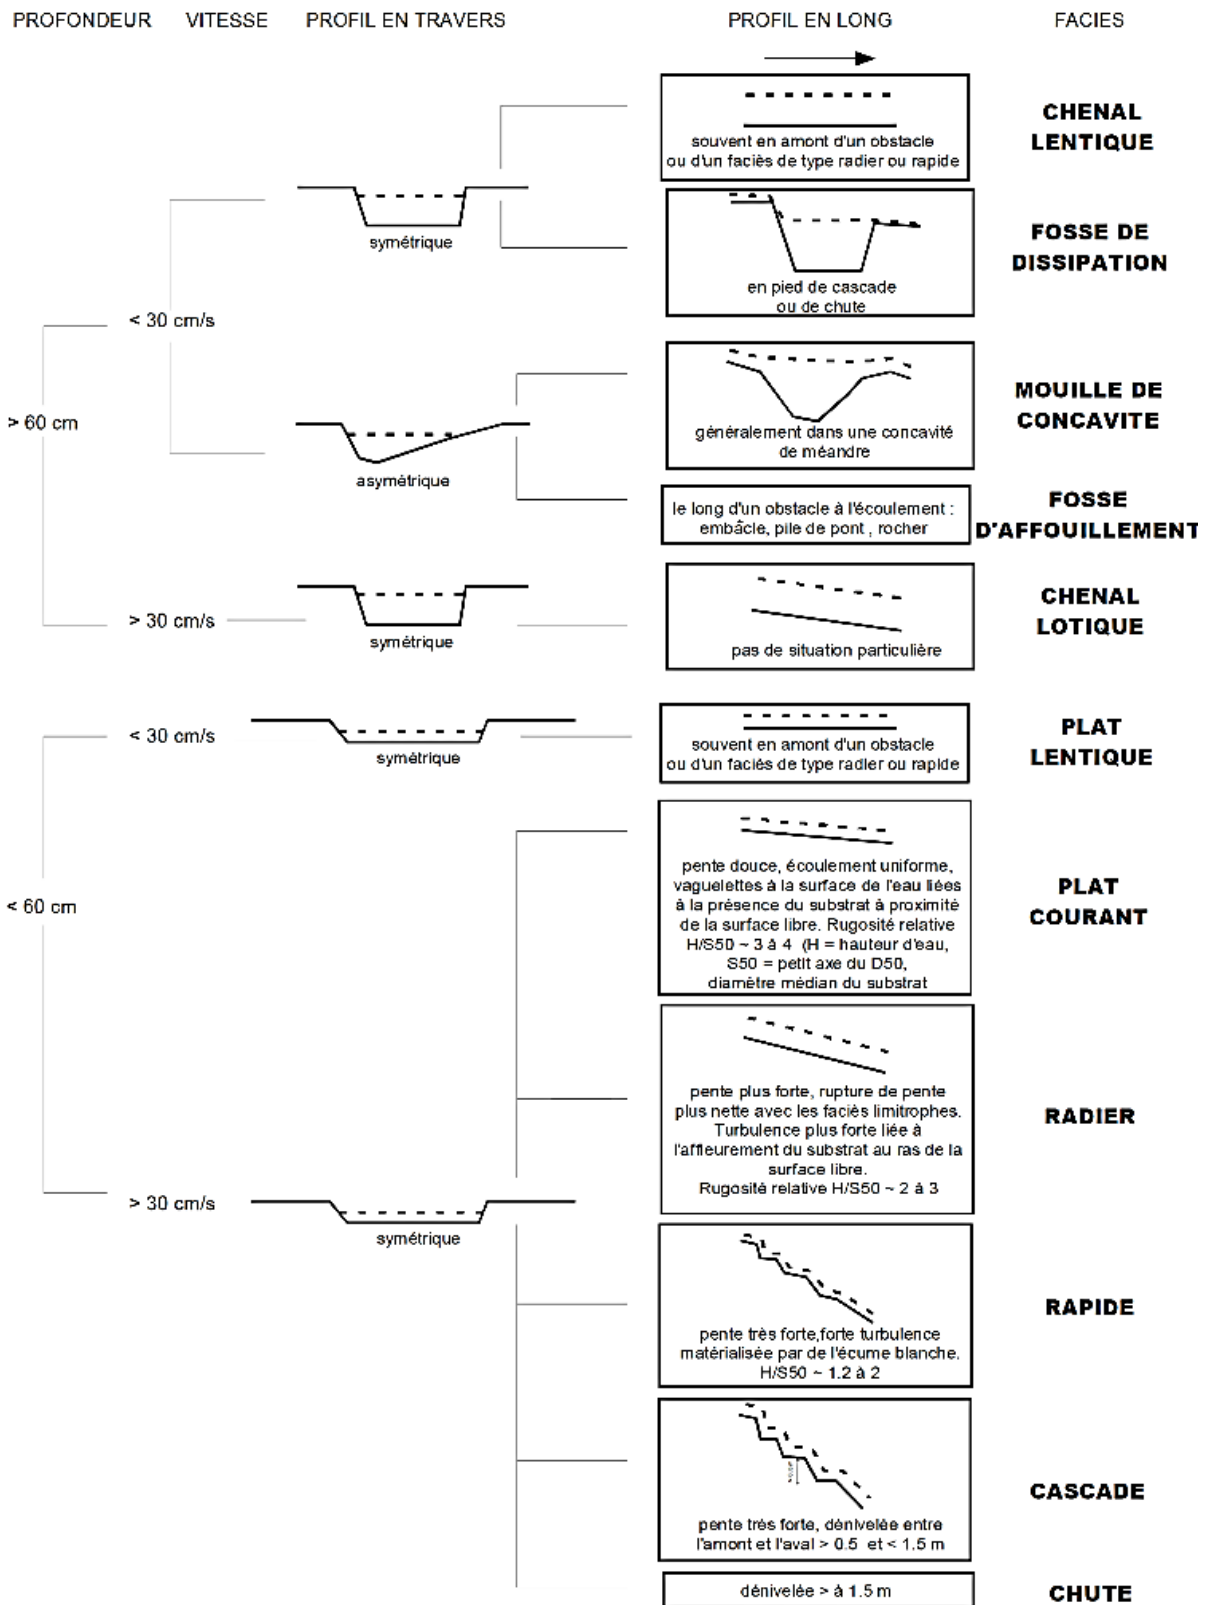 PROFONDEUR VITESSE PROFIL EN TRAVERS PROFIL EN LONG FACIES
souvent en amont d'un obstacle
ou d'un faciès de type radier ou rapide
CHENAL
LENTIQUE
symétrique
en pied de cascade
ou de chute
FOSSE DE
DISSIPATION
< 30 cm/s
> 60 cm
asymétrique
généralement dans une concavité
de méandre
MOUILLE DE
CONCAVITE
le long d'un obstacle à l'écoulement :
embâcle, pile de pont , rocher
FOSSE
D'AFFOUILLEMENT
> 30 cm/s
symétrique
pas de situation particulière
CHENAL
LOTIQUE
< 30 cm/s
symétrique
souvent en amont d'un obstacle
ou d'un faciés de type radier ou rapide
PLAT
LENTIQUE
< 60 cm
pente douce, écoulement uniforme,
vaguelettes à la surface de l'eau liées
à la présence du substrat à proximité
de la surface libre. Rugosité relative
H/S50 ~ 3 à 4 (H = hauteur d'eau,
S50 = petit axe du D50,
diamètre médian du substrat
PLAT
COURANT
pente plus forte, rupture de pente
plus nette avec les faciés limitrophes.
Turbulence plus forte liée à
l'affleurement du substrat au ras de la
surface libre.
Rugosité relative H/S50 ~ 2 à 3
RADIER
> 30 cm/s
symétrique
pente très forte,forte turbulence
matérialisée par de l'écume blanche.
H/S50 ~ 1.2 à 2
RAPIDE
pente très forte, dénivelée entre
l'amont et l'aval > 0.5 et < 1.5 m
CASCADE
dénivelée > à 1.5 m
CHUTE